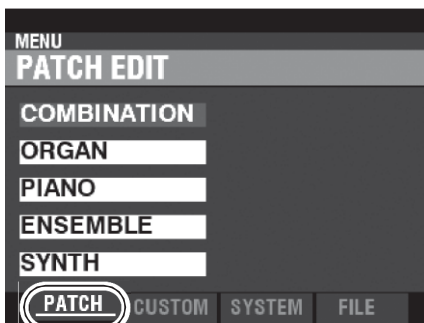 MENU
PATCH EDIT
COMBINATION
ORGAN
PIANO
ENSEMBLE
SYNTH
PATCH CUSTOM SYSTEM FILE